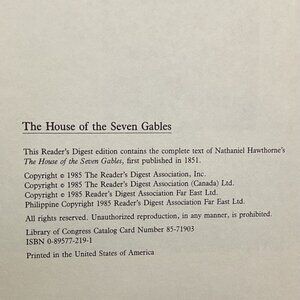 The House of the Seven Gables
This Reader's Digest edition contains the complete text of Nathaniel Hawthorne's
The House of the Seven Gables, first published in 1851.
Copyright © 1985 The Reader's Digest Association, Inc.
Copyright © 1985 The Reader's Digest Association (Canada) Ltd.
Copyright © 1985 Reader's Digest Association Far East Ltd.
Philippine Copyright 1985 Reader's Digest Association Far East Ltd.
All rights reserved. Unauthorized reproduction, in any manner, is prohibited.
Library of Congress Catalog Card Number 85-71903
ISBN 0-89577-219-1
Printed in the United States of America